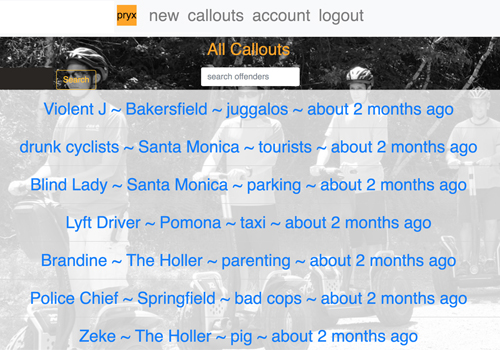 pryx new callouts account logout
All Callouts
Search search offenders
Violent J ~ Bakersfield ~ juggalos ~ about 2 months ago
drunk cyclists ~ Santa Monica ~ tourists ~ about 2 months ago
Blind Lady ~ Santa Monica ~ parking ~ about 2 months ago
Lyft Driver ~ Pomona ~ taxi ~ about 2 months ago
Brandine ~ The Holler ~ parenting ~ about 2 months ago
Police Chief ~ Springfield ~ bad cops ~ about 2 months ago
Zeke ~ The Holler ~ pig ~ about 2 months ago